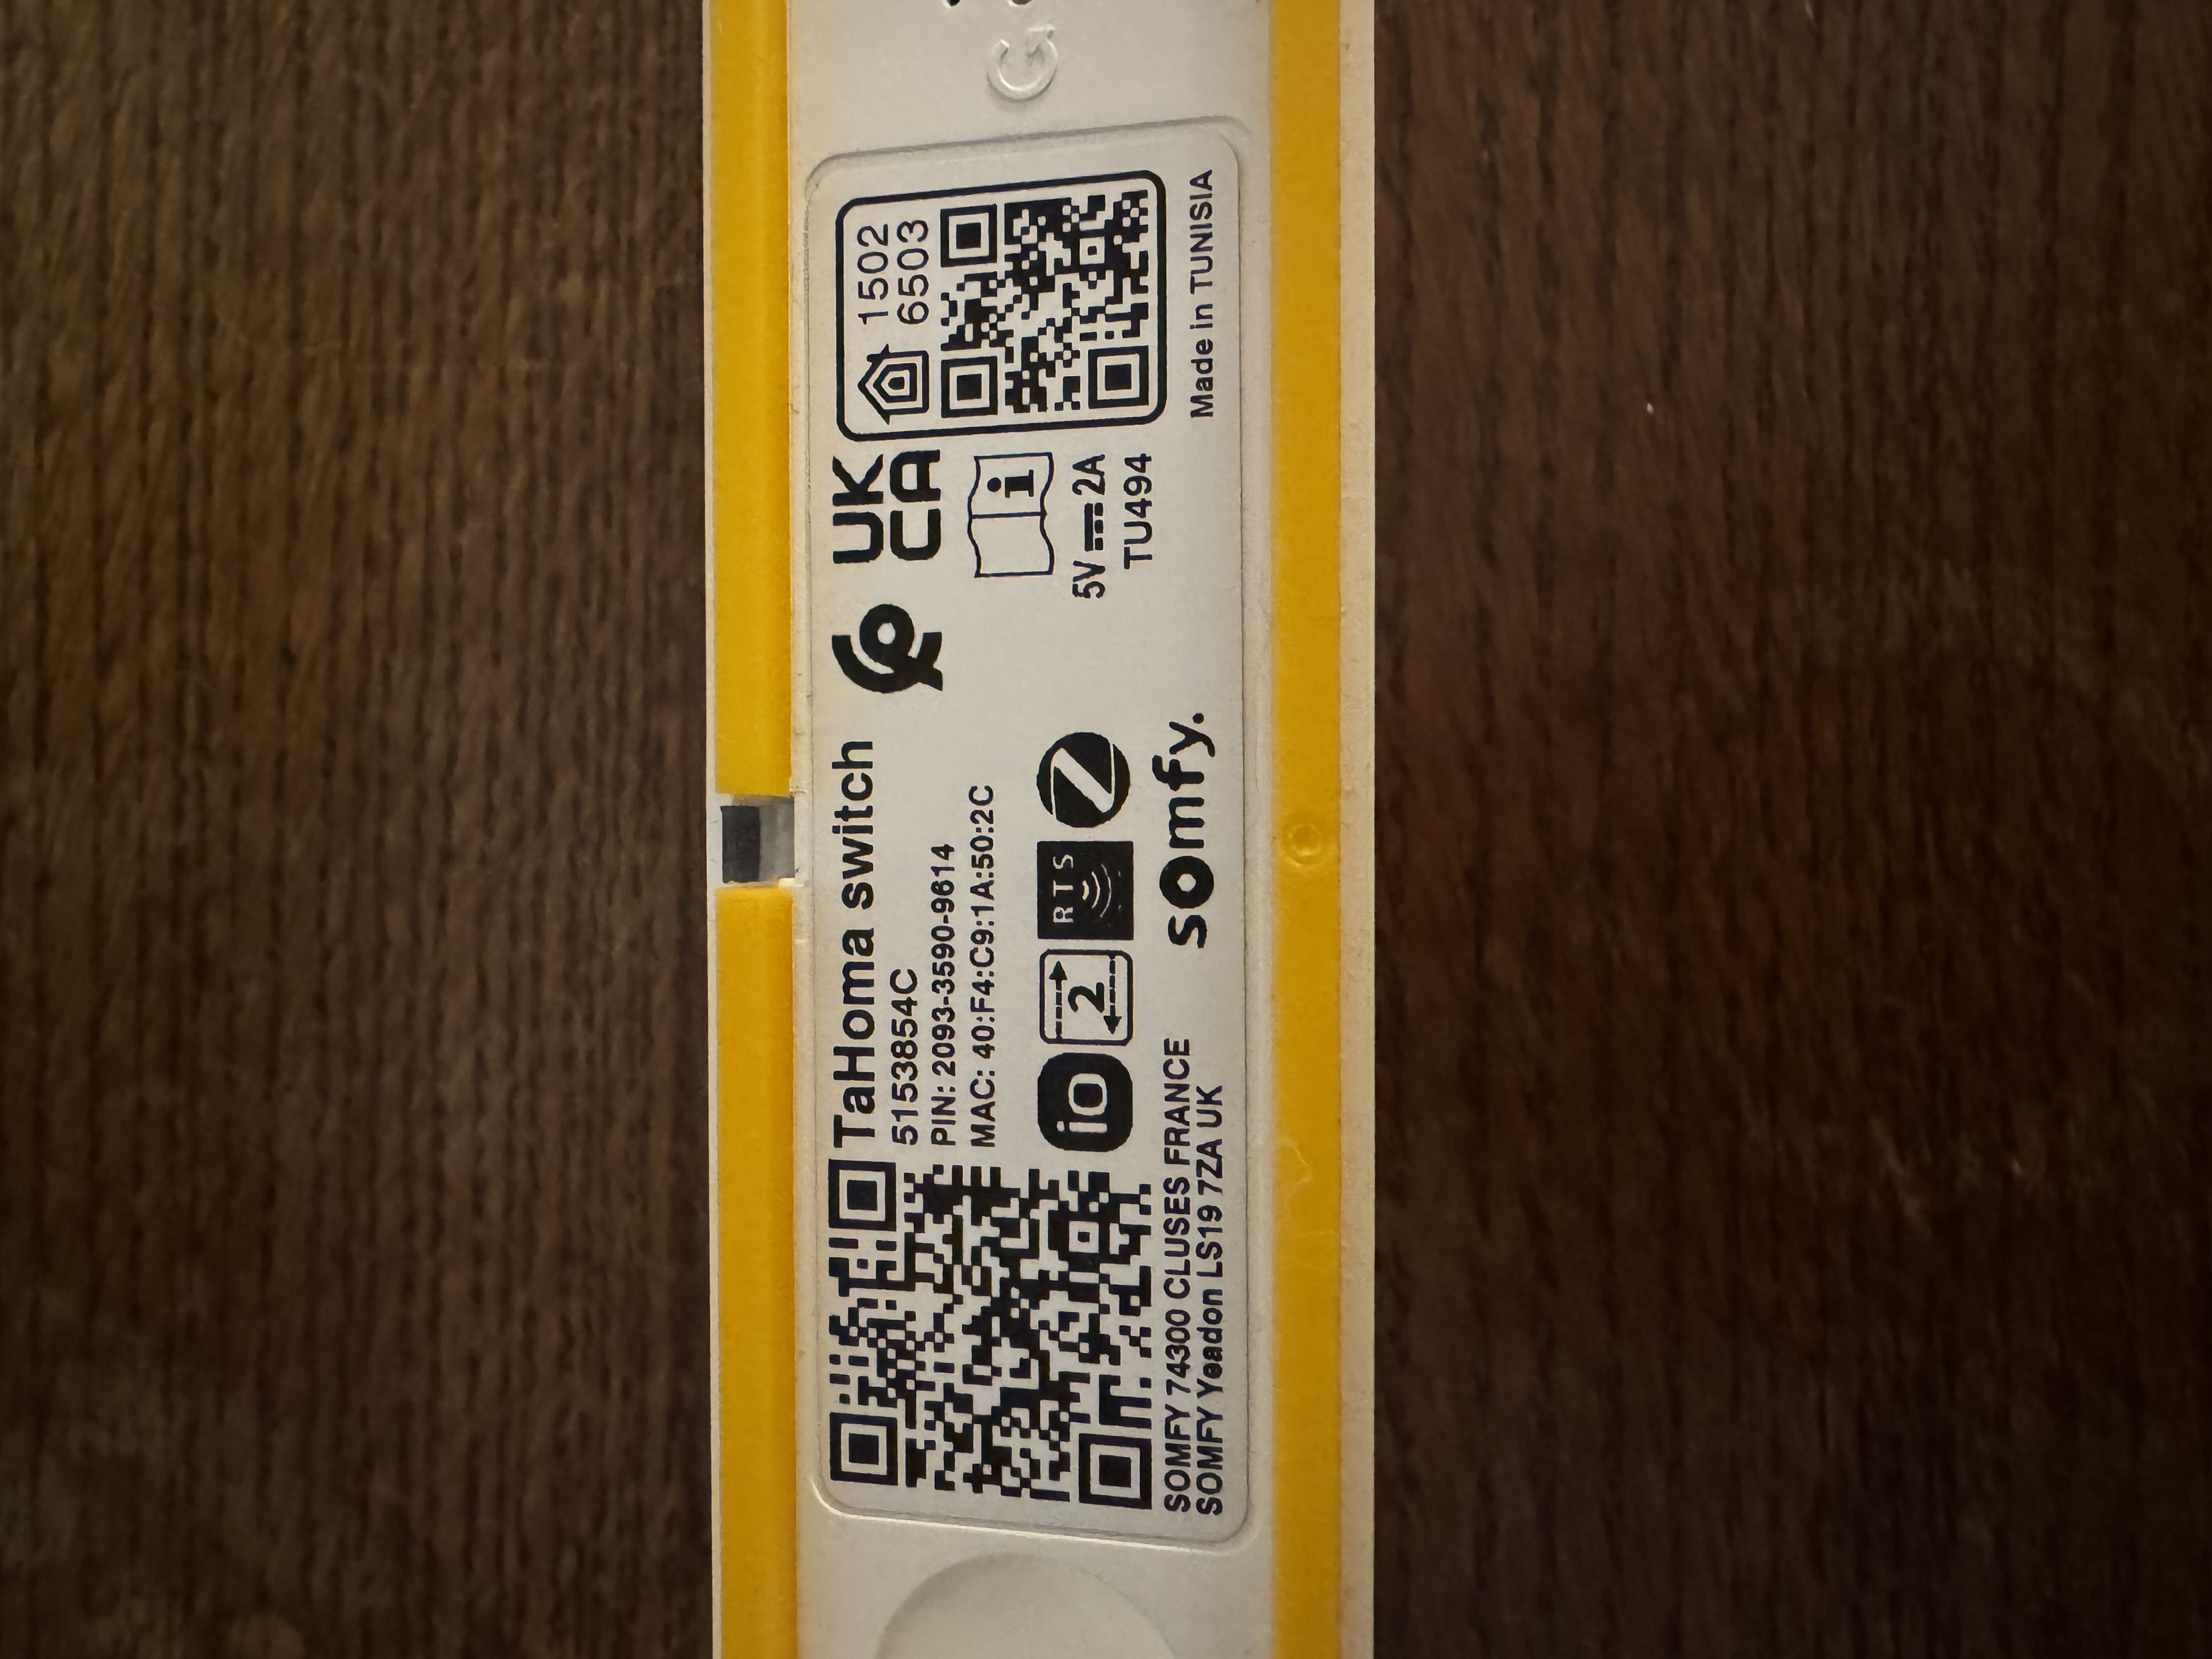 TaHoma switch
5153854C
PIN: 2093-3590-9614
MAC: 40:F4:C9:1A:50:2C
io
2
RTS
somfy.
SOMFY 74300 CLUSES FRANCE
SOMFY Yeadon LS19 7ZA UK
UK
CA
i
5V 2A
TU494
1502
6503
Made in TUNISIA